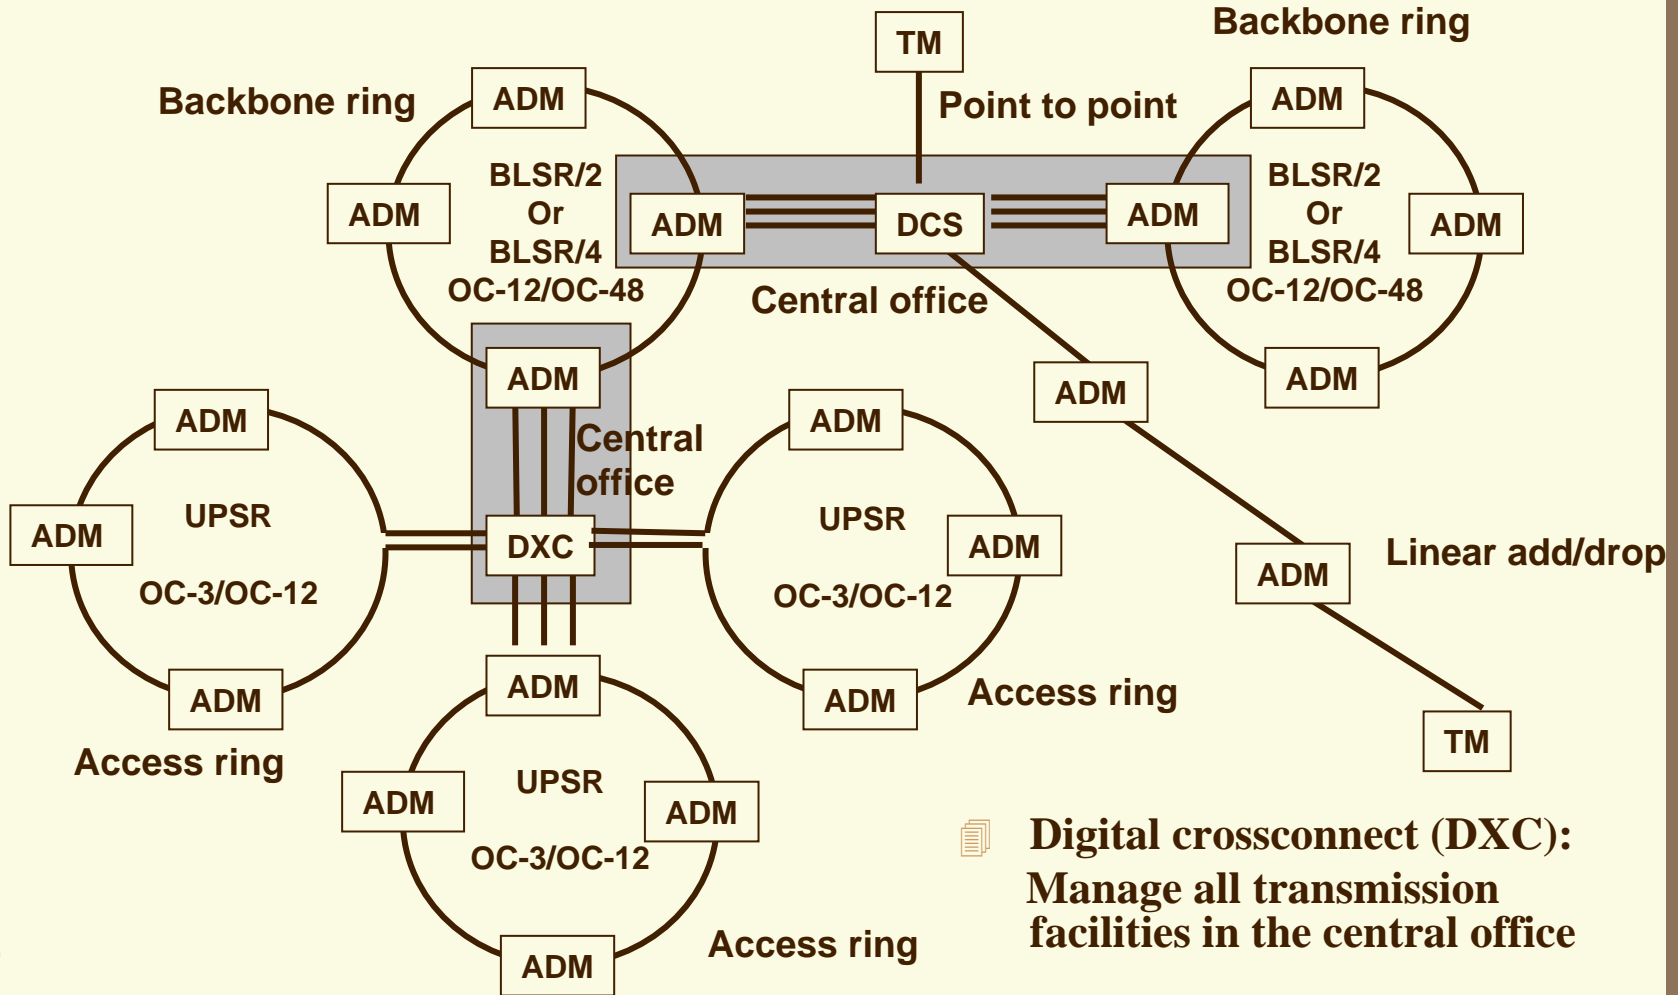 Backbone ring
TM
Backbone ring
ADM
Point to point
ADM
BLSR/2
Or
BLSR/4
OC-12/OC-48
ADM
ADM
DCS
ADM
BLSR/2
Or
BLSR/4
OC-12/OC-48
ADM
Central office
ADM
ADM
ADM
ADM
Central
office
ADM
ADM
UPSR
OC-3/OC-12
DXC
UPSR
OC-3/OC-12
ADM
ADM
Linear add/drop
ADM
Access ring
ADM
ADM
Access ring
TM
ADM
UPSR
OC-3/OC-12
ADM
ADM
Access ring
Digital crossconnect (DXC):
Manage all transmission
facilities in the central office